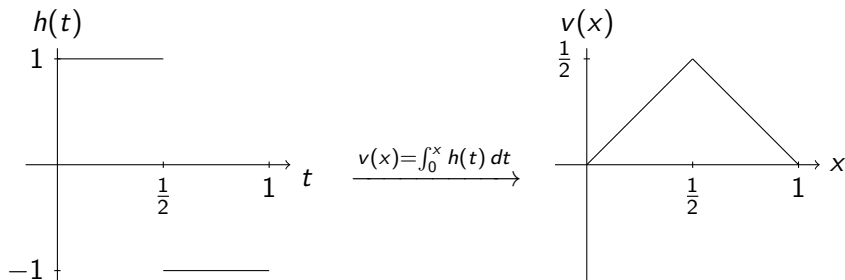 h(t)
1
−1
1/2
1
t
v(x)=∫₀ˣ h(t) dt
v(x)
1/2
1/2
1
x